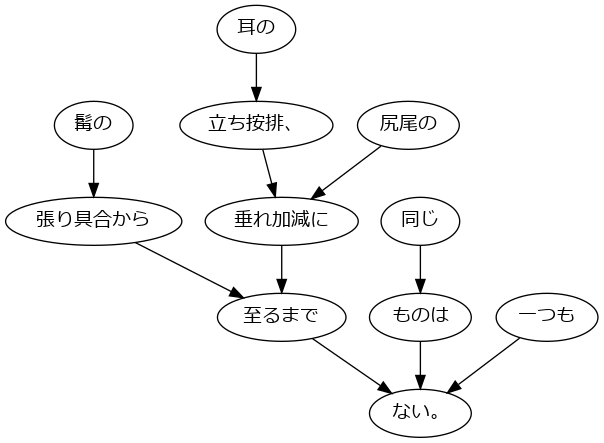 耳の
髯の
立ち按排、
尻尾の
張り具合から
垂れ加減に
同じ
至るまで
ものは
一つも
ない。